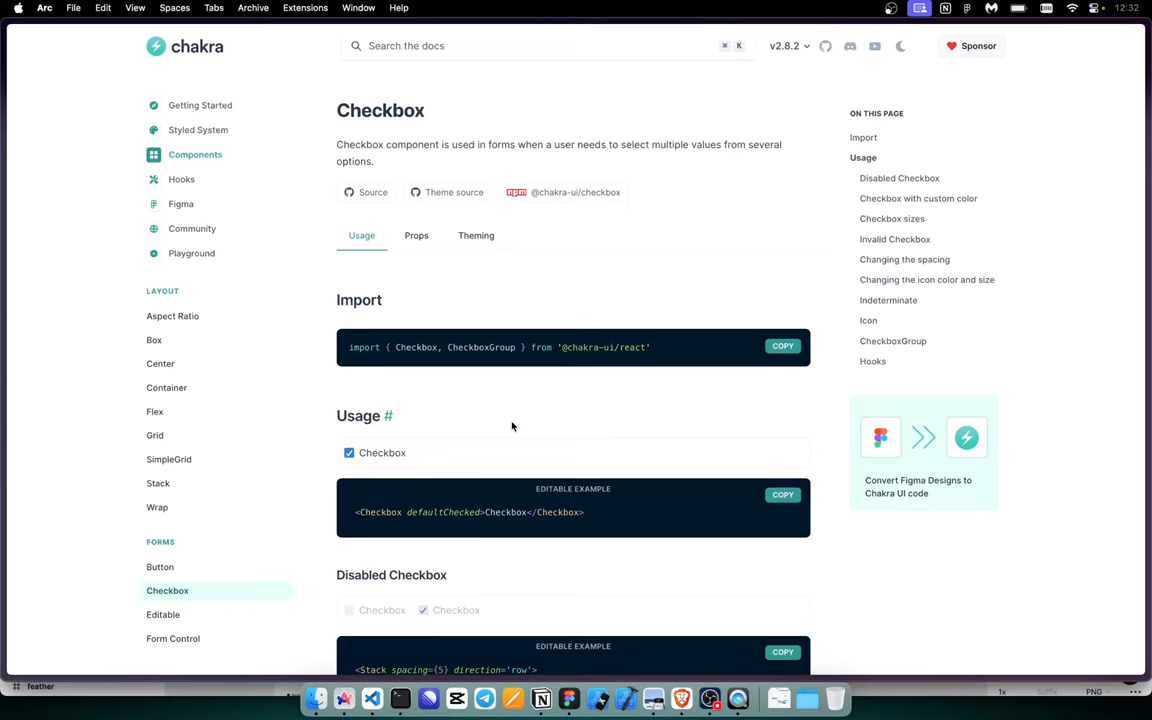 Arc File Edit View Spaces Tabs Archive Extensions Window Help 12:32
chakra
Search the docs
⌘ K
v2.8.2
Sponsor
Getting Started
Styled System
Components
Hooks
Figma
Community
Playground
LAYOUT
Aspect Ratio
Box
Center
Container
Flex
Grid
SimpleGrid
Stack
Wrap
FORMS
Button
Checkbox
Editable
Form Control
Checkbox
Checkbox component is used in forms when a user needs to select multiple values from several
options.
Source Theme source @chakra-ui/checkbox
Usage Props Theming
Import
import { Checkbox, CheckboxGroup } from '@chakra-ui/react'
COPY
Usage #
Checkbox
EDITABLE EXAMPLE
COPY
<Checkbox defaultChecked>Checkbox</Checkbox>
Disabled Checkbox
Checkbox Checkbox
EDITABLE EXAMPLE
COPY
<Stack spacing={5} direction='row'>
ON THIS PAGE
Import
Usage
Disabled Checkbox
Checkbox with custom color
Checkbox sizes
Invalid Checkbox
Changing the spacing
Changing the icon color and size
Indeterminate
Icon
CheckboxGroup
Hooks
Convert Figma Designs to
Chakra UI code
# feather
1x Suffix PNG